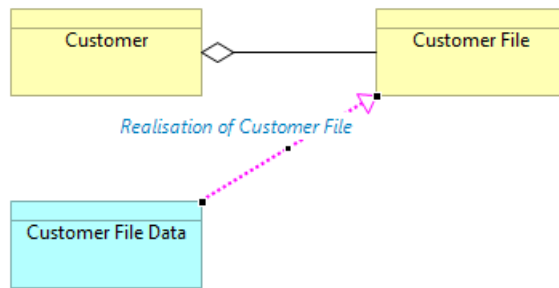 Customer
Customer File
Realisation of Customer File
Customer File Data